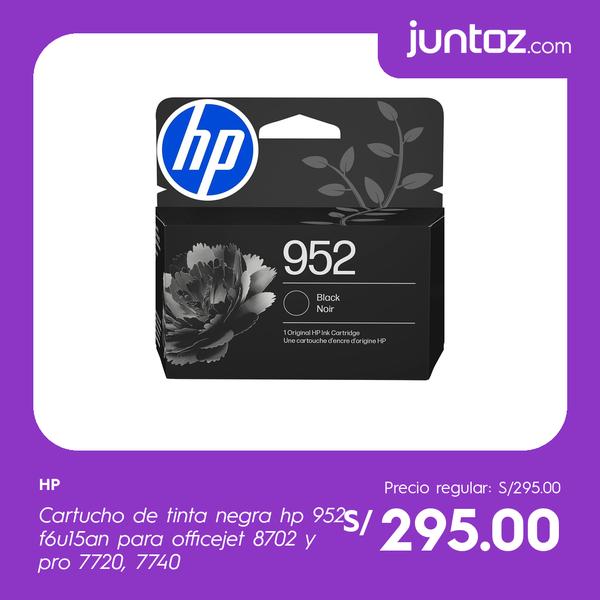 juntoz.com
hp
952
Black
Noir
1 Original HP Ink Cartridge
Une cartouche d'encre d'origine HP
HP
Precio regular: S/295.00
Cartucho de tinta negra hp 952
f6u15an para officejet 8702 y
pro 7720, 7740
S/ 295.00